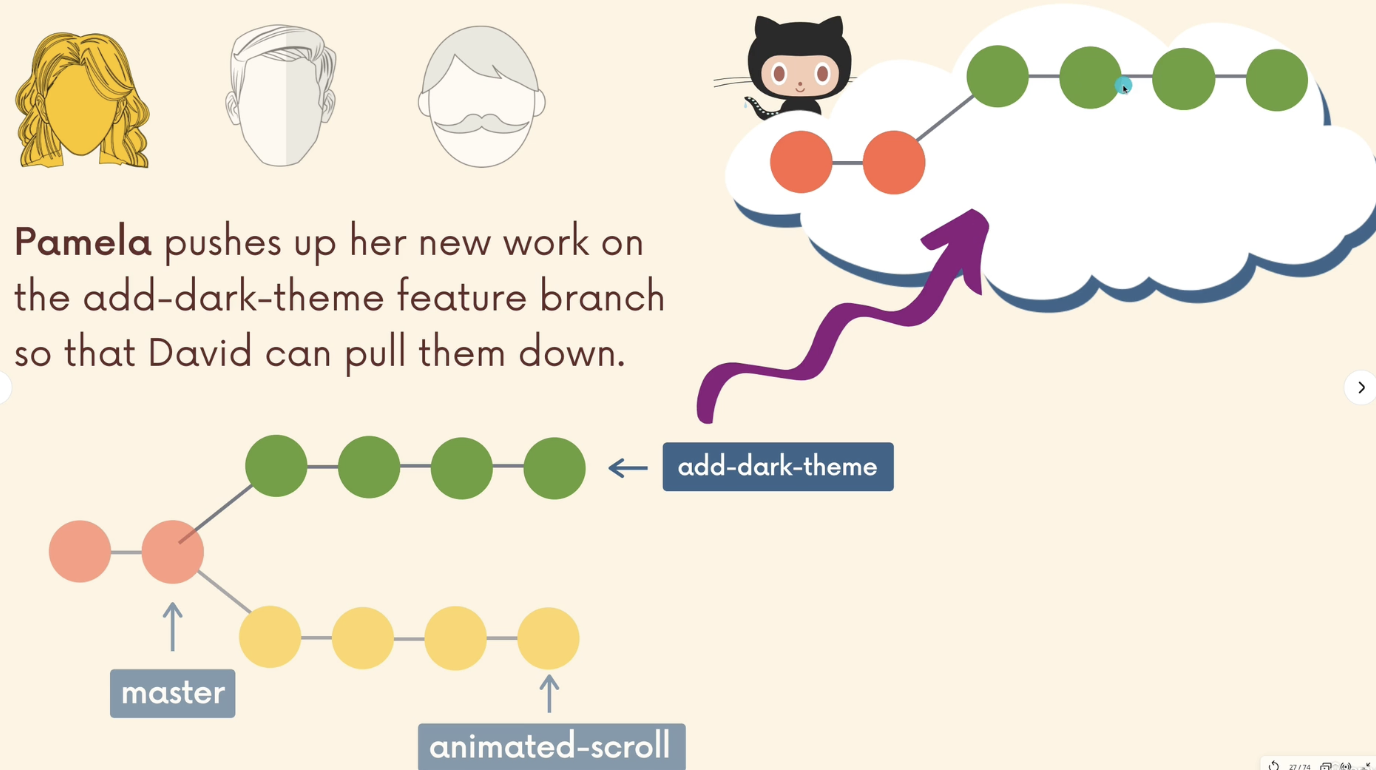 Pamela pushes up her new work on
the add-dark-theme feature branch
so that David can pull them down.
add-dark-theme
master
animated-scroll
27/74